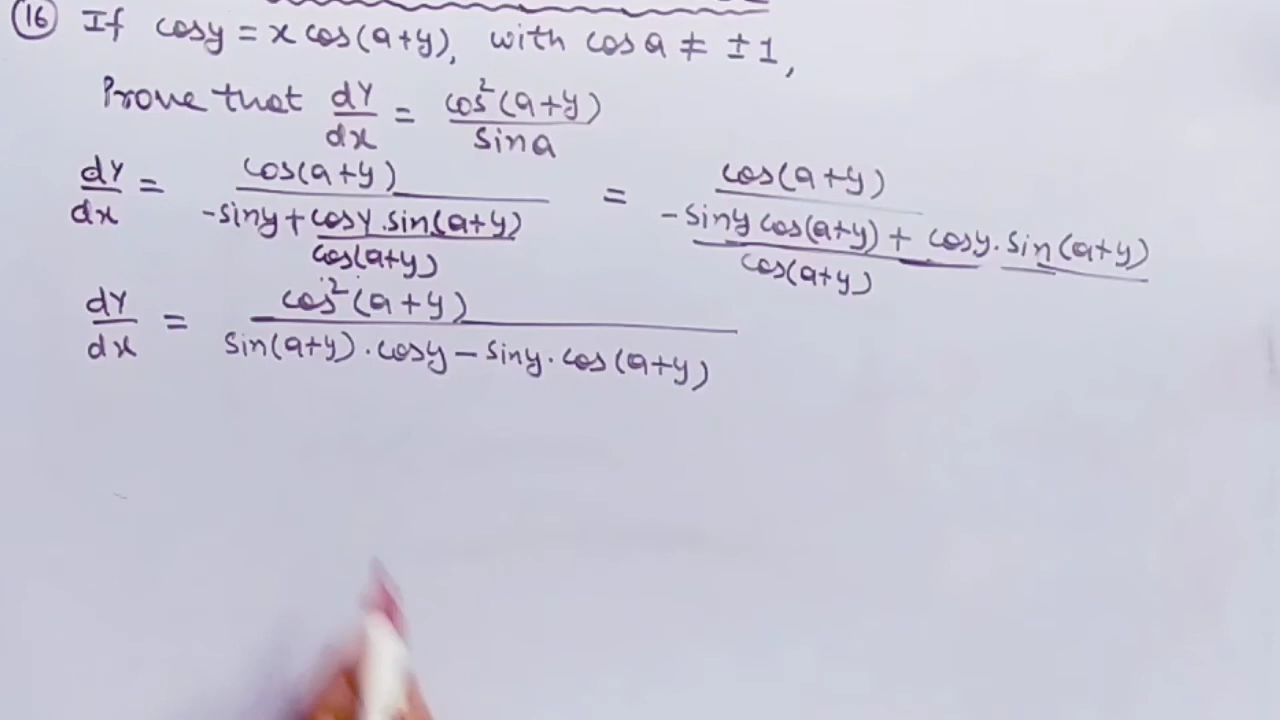 (16) If cosy = x cos(a+y), with cos a ≠ ±1,
Prove that dy/dx = cos²(a+y)/sina
dy/dx = cos(a+y)/(-siny + cosy.sin(a+y)/cos(a+y)) = cos(a+y)/((-siny cos(a+y) + cosy.sin(a+y))/cos(a+y))
dy/dx = cos²(a+y)/(sin(a+y).cosy - siny.cos(a+y))